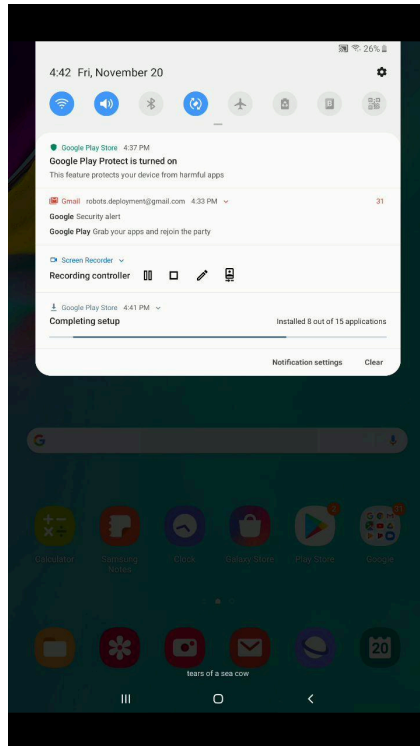 26%
4:42 Fri, November 20
Google Play Store 4:37 PM
Google Play Protect is turned on
This feature protects your device from harmful apps
Gmail robots.deployment@gmail.com 4:33 PM 31
Google Security alert
Google Play Grab your apps and rejoin the party
Screen Recorder
Recording controller
Google Play Store 4:41 PM
Completing setup Installed 8 out of 15 applications
Notification settings Clear
G
Calculator Samsung Notes Clock Galaxy Store Play Store Google
20
tears of a sea cow